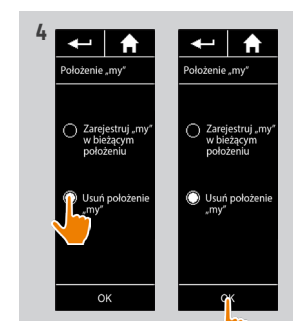 4
Położenie „my”
Zarejestruj „my”
w bieżącym
położeniu
Usuń położenie
„my”
OK
Położenie „my”
Zarejestruj „my”
w bieżącym
położeniu
Usuń położenie
„my”
OK